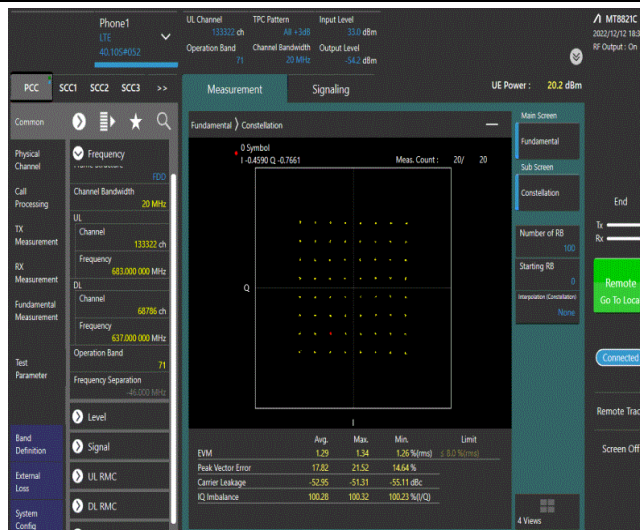 Phone1
LTE
40.105#052
UL Channel
133322 ch
TPC Pattern
All +3dB
Input Level
33.0 dBm
Operation Band
71
Channel Bandwidth
20 MHz
Output Level
-54.2 dBm
MT8821C
2022/12/12 18:3
RF Output : On
PCC
SCC1
SCC2
SCC3
>>
Measurement
Signaling
UE Power : 20.2 dBm
Common
Physical
Channel
Call
Processing
TX
Measurement
RX
Measurement
Fundamental
Measurement
Test
Parameter
Band
Definition
External
Loss
System
Config
Frequency
FDD
Channel Bandwidth
20 MHz
UL
Channel
133322 ch
Frequency
683.000 000 MHz
DL
Channel
68786 ch
Frequency
637.000 000 MHz
Operation Band
71
Frequency Separation
-46.000 MHz
Level
Signal
UL RMC
DL RMC
Fundamental 〉 Constellation
0 Symbol
I -0.4590 Q -0.7661
Meas. Count : 20/ 20
Q
I
Avg. Max. Min. Limit
EVM 1.29 1.34 1.26 %(rms) ≤ 8.0 %(rms)
Peak Vector Error 17.82 21.52 14.64 %
Carrier Leakage -52.95 -51.31 -55.11 dBc
IQ Imbalance 100.28 100.32 100.23 %(I/Q)
Main Screen
Fundamental
Sub Screen
Constellation
Number of RB
100
Starting RB
0
Interpolation (Constellation)
None
4 Views
End
Tx
Rx
Remote
Go To Loca
Connected
Remote Trac
Screen Off